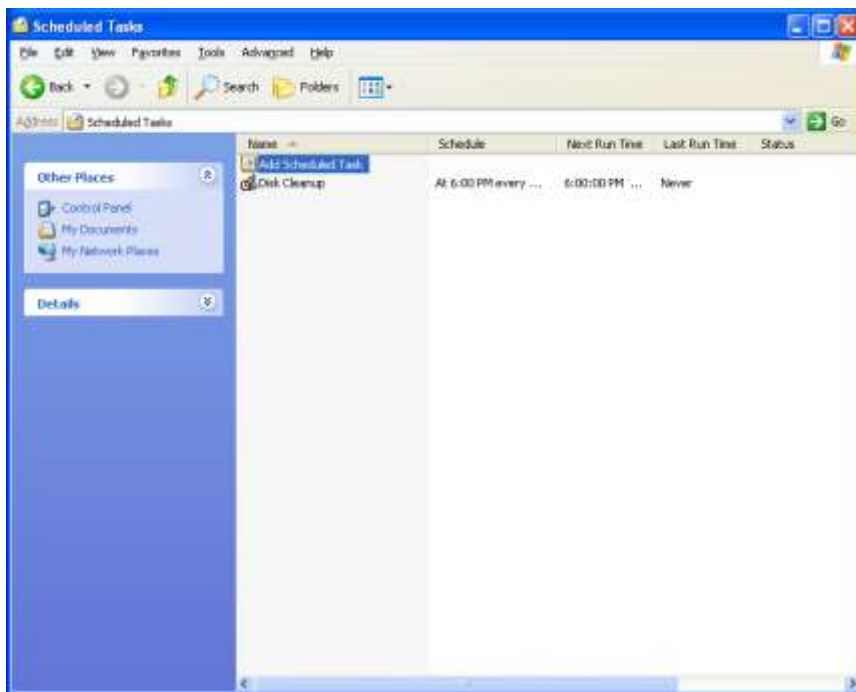 Scheduled Tasks
File Edit View Favorites Tools Advanced Help
Back Search Folders
Address Scheduled Tasks Go
Name Schedule Next Run Time Last Run Time Status
Add Scheduled Task
Disk Cleanup At 6:00 PM every ... 6:00:00 PM ... Never
Other Places
Control Panel
My Documents
My Network Places
Details